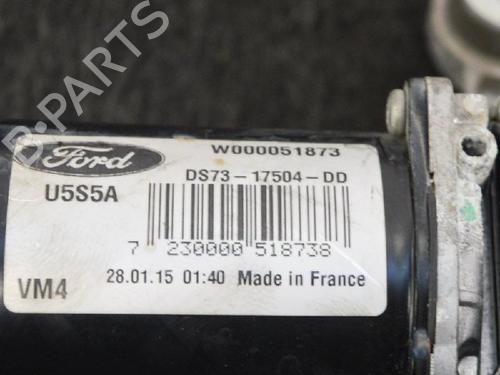 B-PARTS
Ford
W000051873
U5S5A
DS73-17504-DD
7 230000 518738
VM4
28.01.15 01:40 Made in France